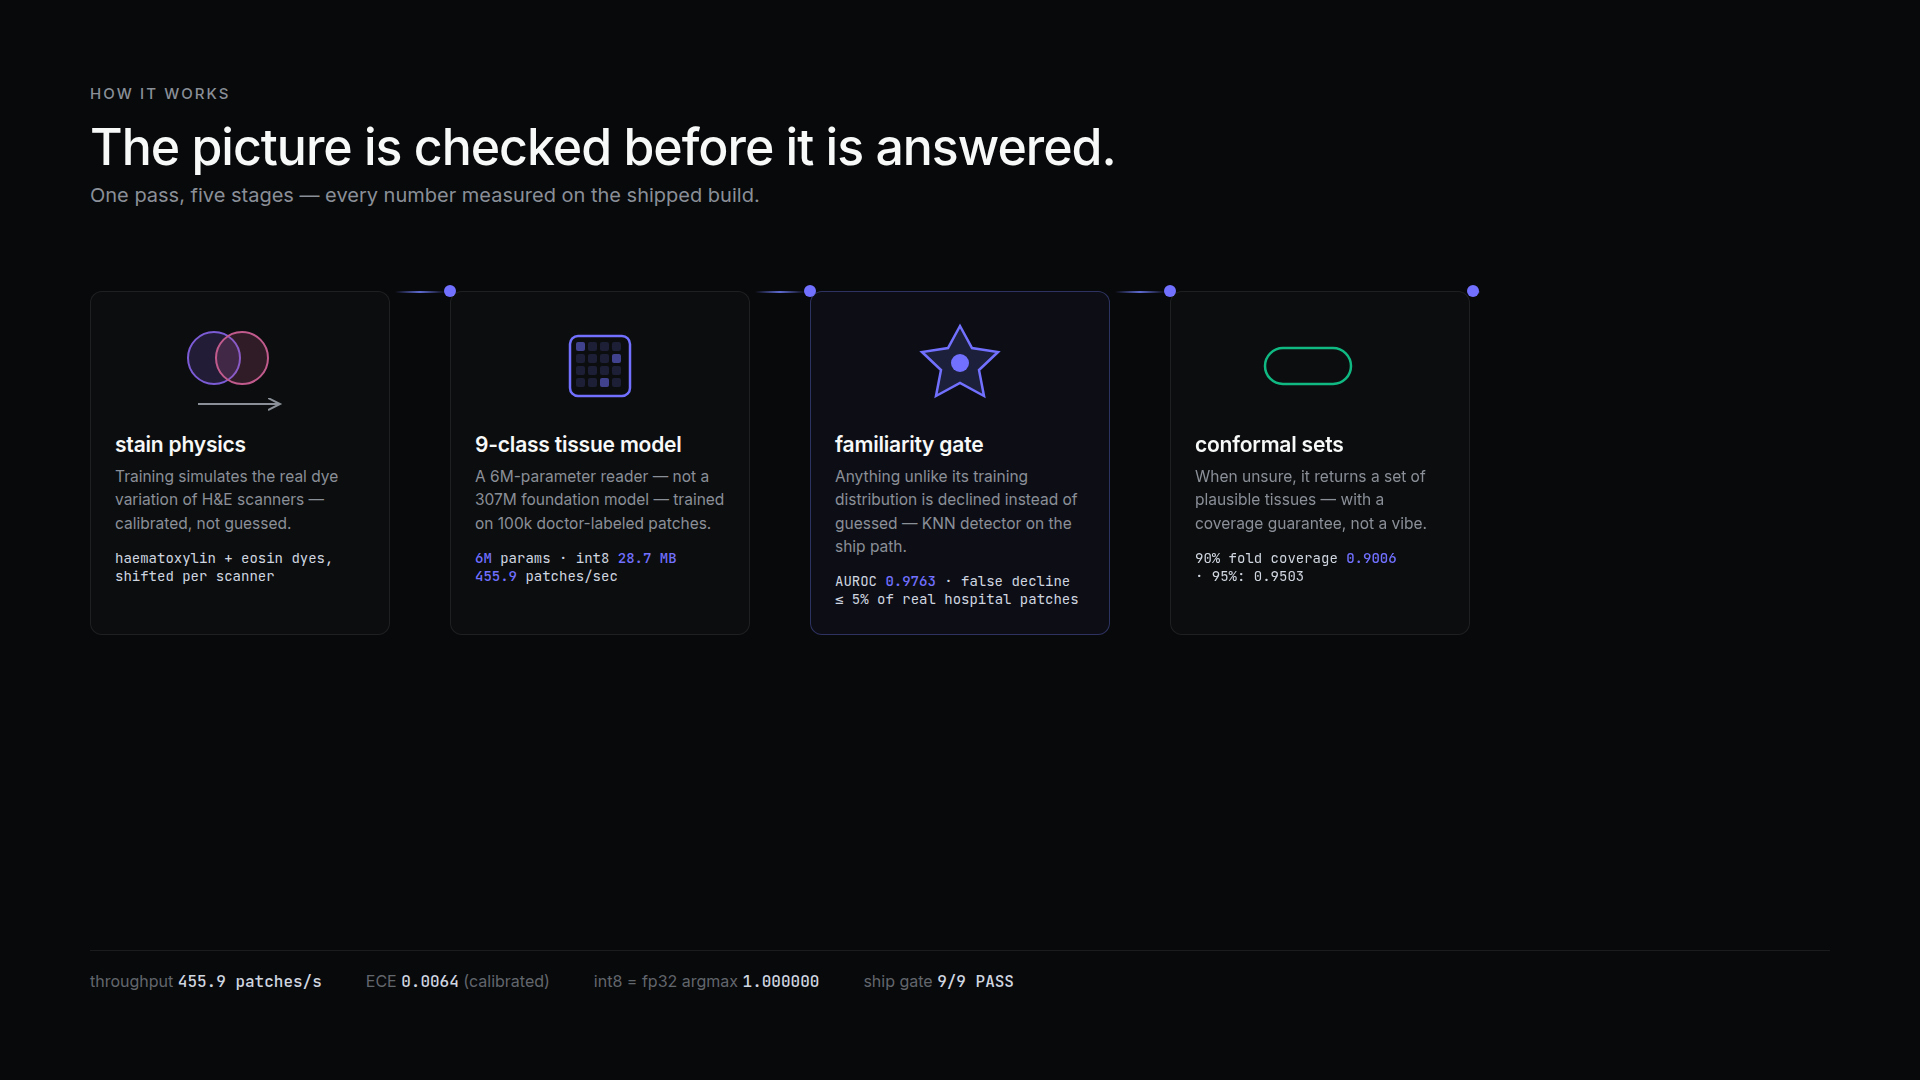 HOW IT WORKS
The picture is checked before it is answered.
One pass, five stages — every number measured on the shipped build.
stain physics
Training simulates the real dye
variation of H&E scanners —
calibrated, not guessed.
haematoxylin + eosin dyes,
shifted per scanner
9-class tissue model
A 6M-parameter reader — not a
307M foundation model — trained
on 100k doctor-labeled patches.
6M params · int8 28.7 MB
455.9 patches/sec
familiarity gate
Anything unlike its training
distribution is declined instead of
guessed — KNN detector on the
ship path.
AUROC 0.9763 · false decline
≤ 5% of real hospital patches
conformal sets
When unsure, it returns a set of
plausible tissues — with a
coverage guarantee, not a vibe.
90% fold coverage 0.9006
· 95%: 0.9503
throughput 455.9 patches/s ECE 0.0064 (calibrated) int8 = fp32 argmax 1.000000 ship gate 9/9 PASS